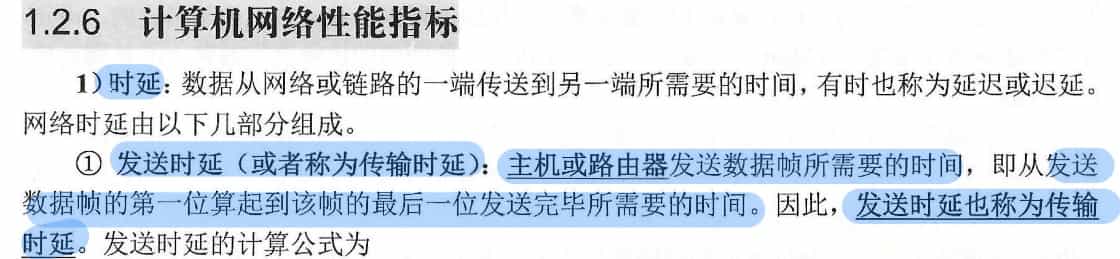 1.2.6 计算机网络性能指标
1)时延：数据从网络或链路的一端传送到另一端所需要的时间，有时也称为延迟或迟延。
网络时延由以下几部分组成。
① 发送时延（或者称为传输时延）：主机或路由器发送数据帧所需要的时间，即从发送
数据帧的第一位算起到该帧的最后一位发送完毕所需要的时间。因此，发送时延也称为传输
时延。发送时延的计算公式为